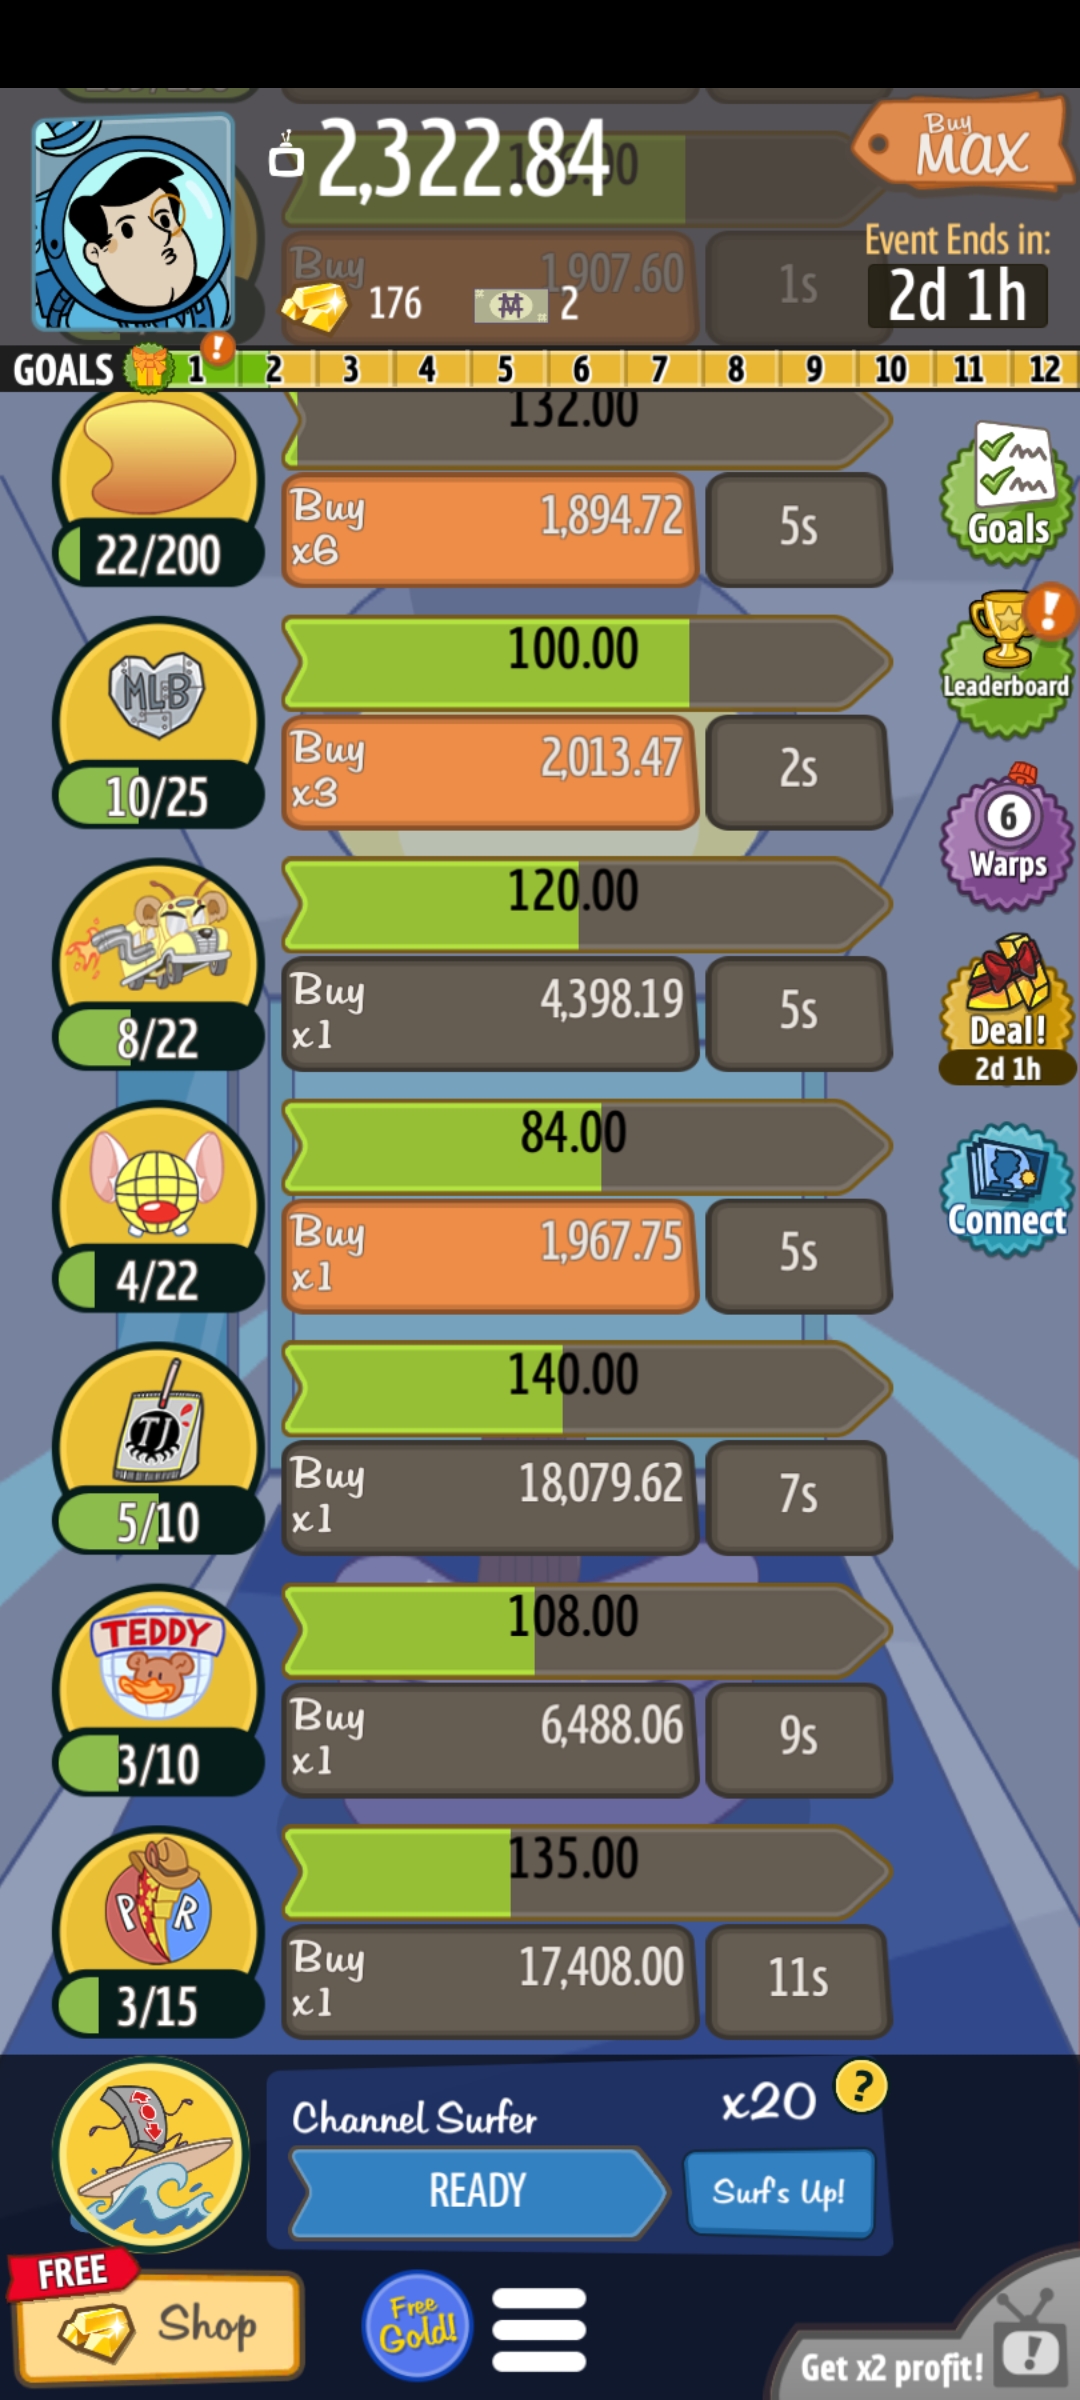 2,322.84
Buy
MAX
Event Ends in:
2d 1h
Buy
1,907.60
1s
176
2
GOALS 1 ! 2 3 4 5 6 7 8 9 10 11 12
132.00
Buy
x6
1,894.72
5s
22/200
Goals
MLB
100.00
Buy
x3
2,013.47
2s
10/25
!
Leaderboard
120.00
Buy
x1
4,398.19
5s
8/22
6
Warps
Deal!
2d 1h
84.00
Buy
x1
1,967.75
5s
4/22
Connect
TJ
140.00
Buy
x1
18,079.62
7s
5/10
TEDDY
108.00
Buy
x1
6,488.06
9s
3/10
P R
135.00
Buy
x1
17,408.00
11s
3/15
Channel Surfer
x20
?
READY
Surf's Up!
FREE
Shop
Free
Gold!
Get x2 profit!
!